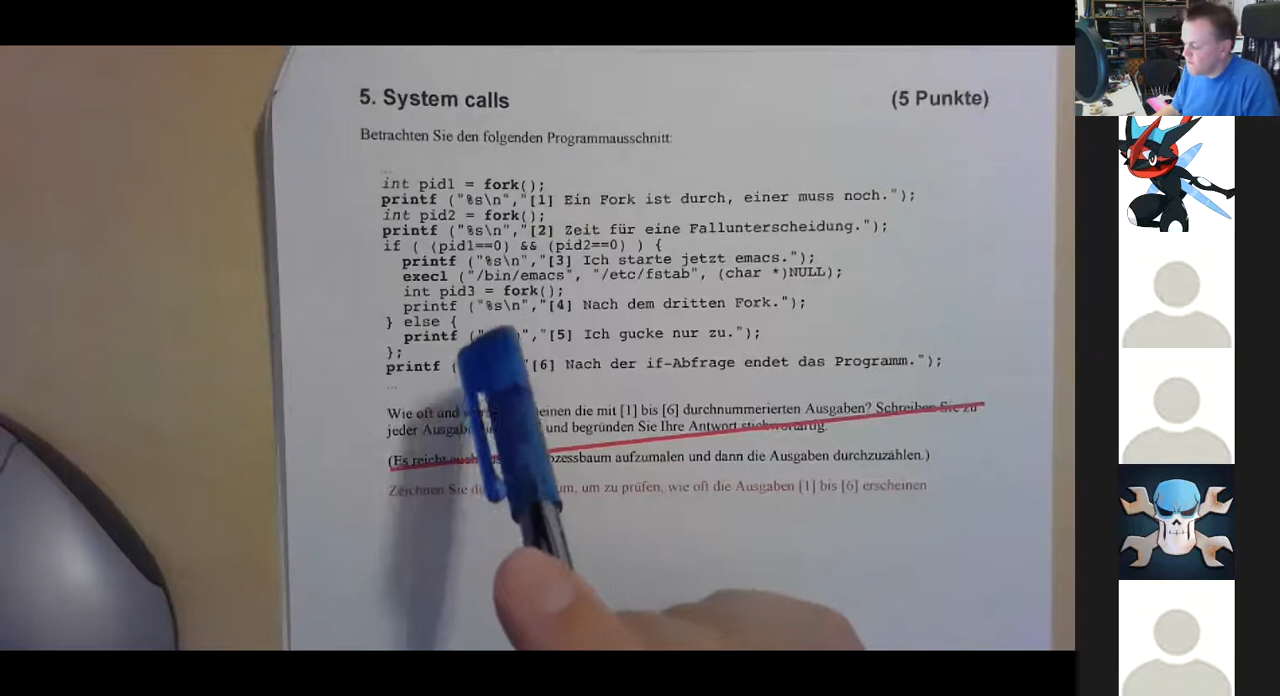 5. System calls (5 Punkte)
Betrachten Sie den folgenden Programmausschnitt:
...
int pid1 = fork();
printf ("%s\n","[1] Ein Fork ist durch, einer muss noch.");
int pid2 = fork();
printf ("%s\n","[2] Zeit für eine Fallunterscheidung.");
if ( (pid1==0) && (pid2==0) ) {
printf ("%s\n","[3] Ich starte jetzt emacs.");
execl ("/bin/emacs", "/etc/fstab", (char *)NULL);
int pid3 = fork();
printf ("%s\n","[4] Nach dem dritten Fork.");
} else {
printf ("[5] Ich gucke nur zu.");
};
printf ([6] Nach der if-Abfrage endet das Programm.");
...
Wie oft und die mit [1] bis [6] durchnummerierten Ausgaben? Schreiben Sie zu
jeder und begründen Sie Ihre Antwort stichwortartig.
(Es reicht aufzumalen und dann die Ausgaben durchzuzählen.)
Zeichnen Sie um zu prüfen, wie oft die Ausgaben [1] bis [6] erscheinen